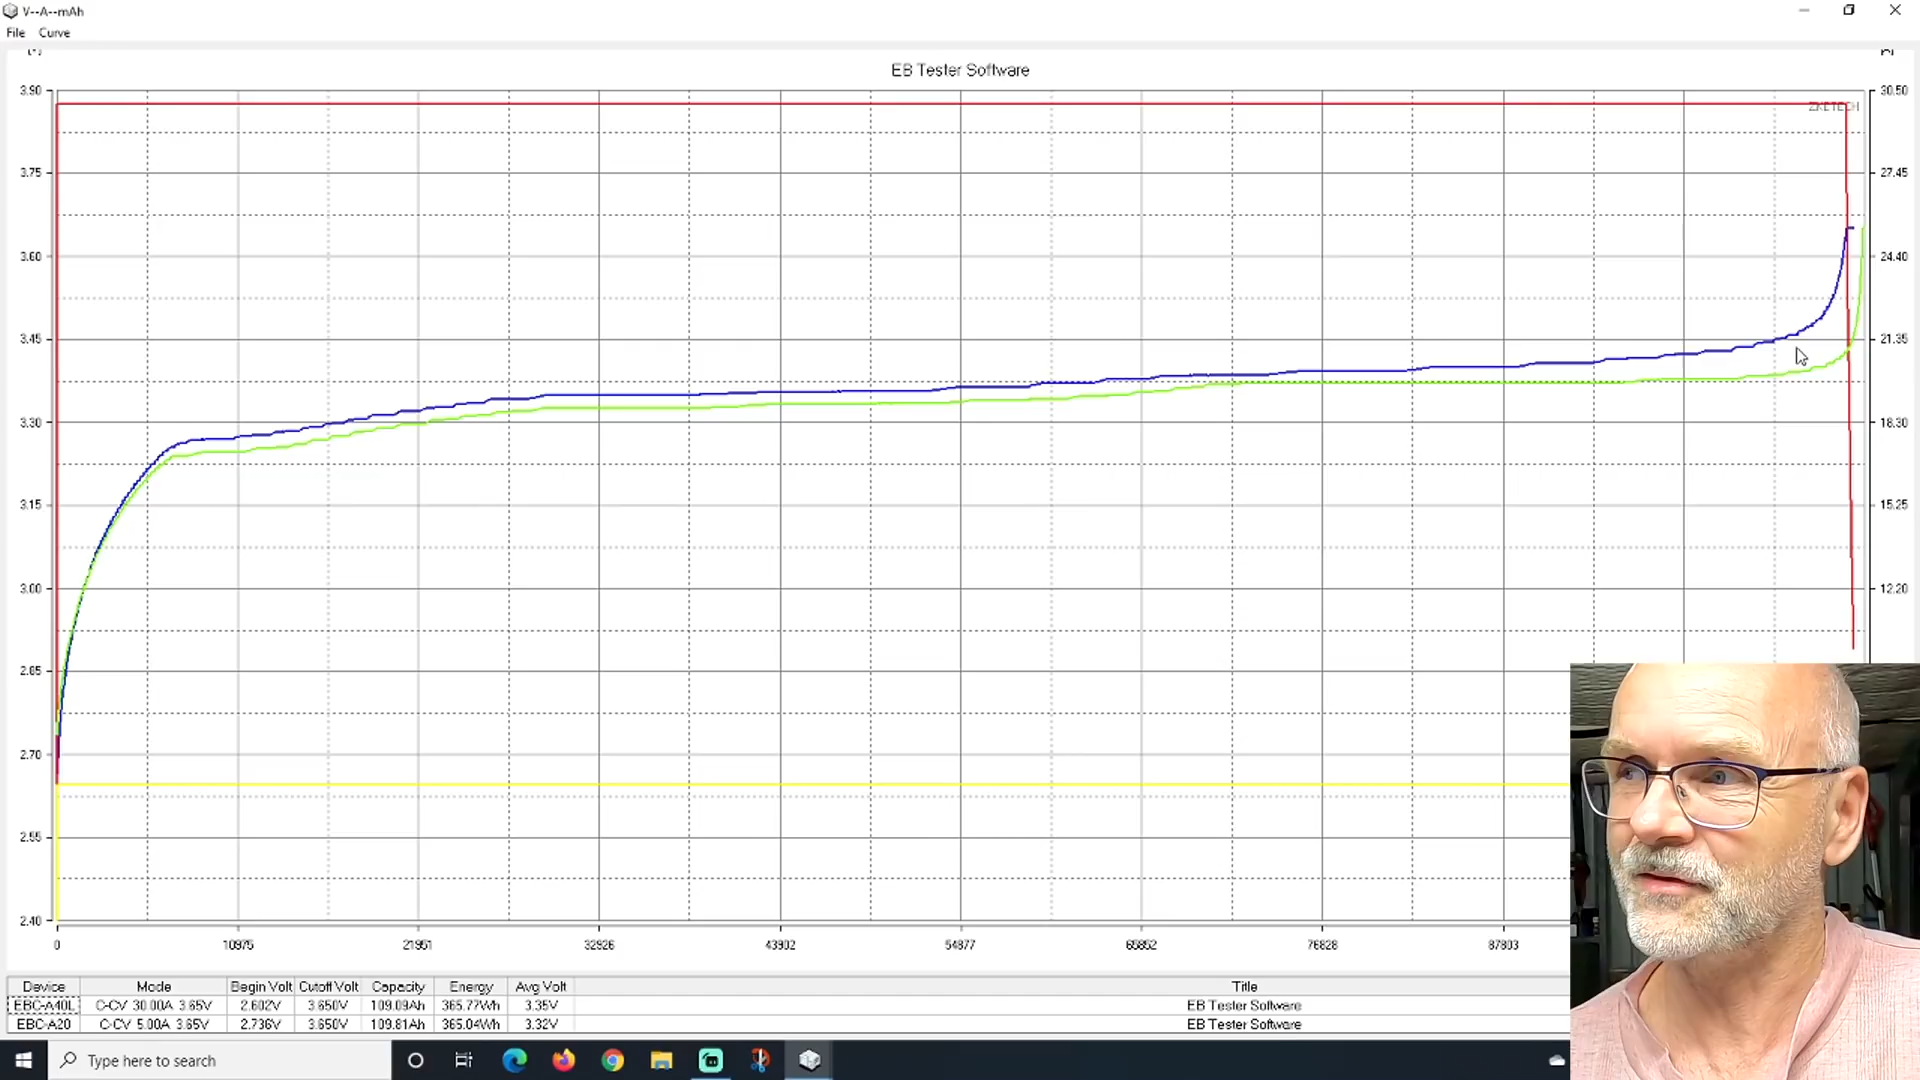 V--A--mAh
File Curve
EB Tester Software
ZKETECH
3.90 30.50
3.75 27.45
3.60 24.40
3.45 21.35
3.30 18.30
3.15 15.25
3.00 12.20
2.85
2.70
2.55
2.40
0 10975 21951 32926 43902 54877 65852 76828 87803
Device Mode Begin Volt Cutoff Volt Capacity Energy Avg Volt Title
EBC-A40L C-CV 30.00A 3.65V 2.602V 3.650V 109.09Ah 365.77Wh 3.35V EB Tester Software
EBC-A20 C-CV 5.00A 3.65V 2.736V 3.650V 109.81Ah 365.04Wh 3.32V EB Tester Software
Type here to search